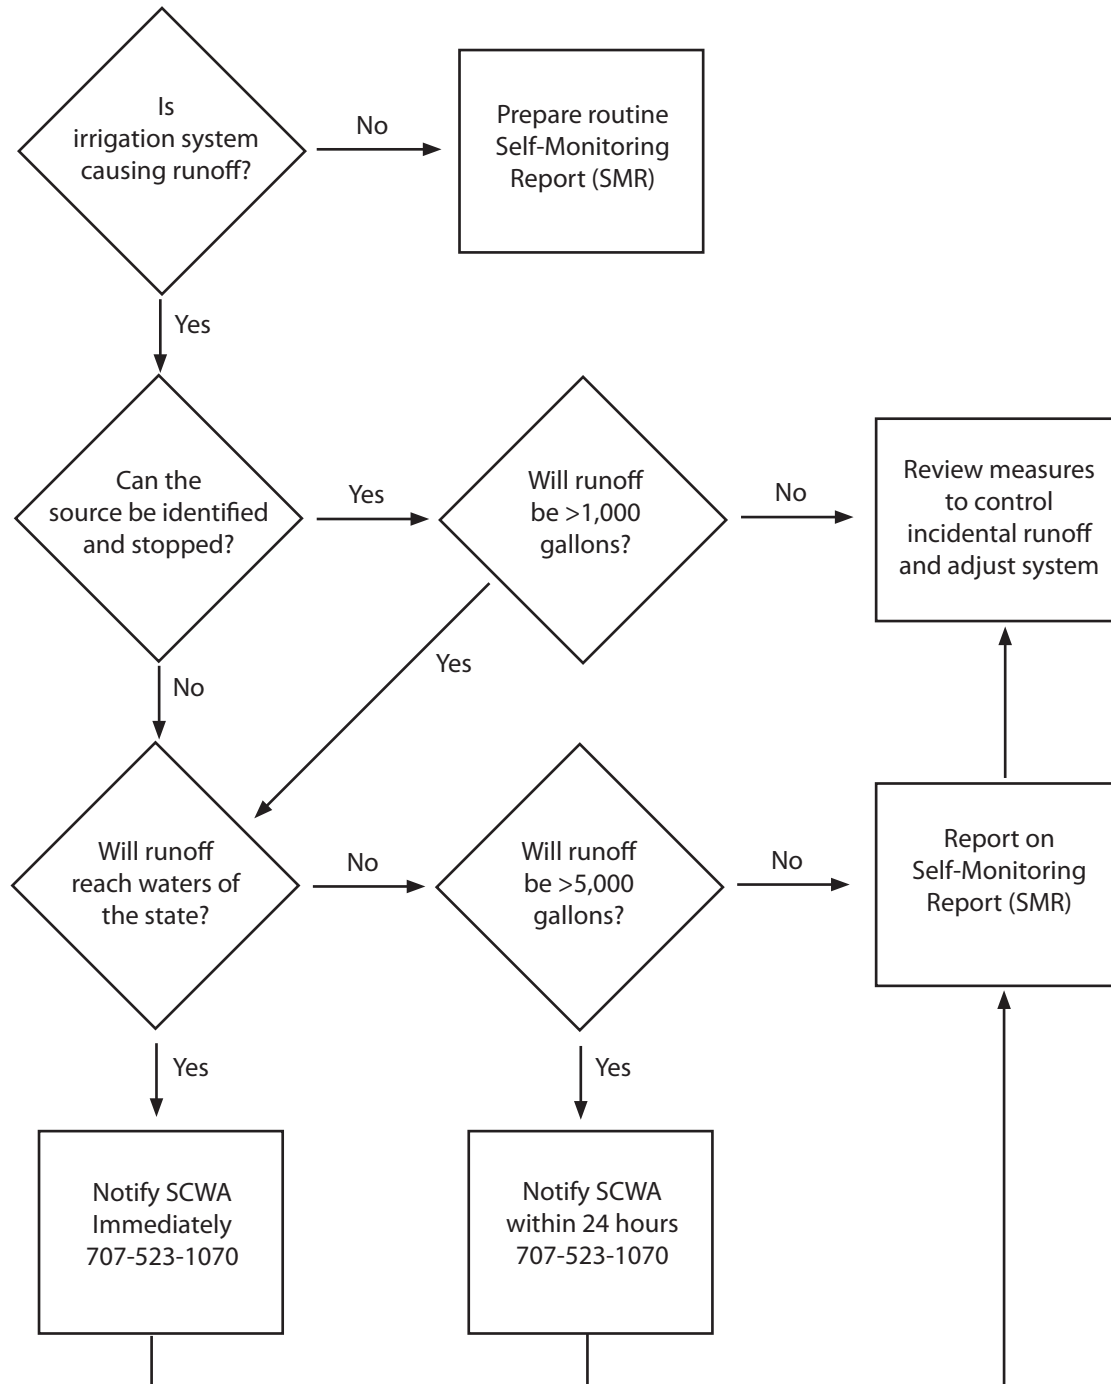 Is
irrigation system
causing runoff?
No
Prepare routine
Self-Monitoring
Report (SMR)
Yes
Can the
source be identified
and stopped?
Yes
Will runoff
be >1,000
gallons?
No
Review measures
to control
incidental runoff
and adjust system
Yes
No
Will runoff
reach waters of
the state?
No
Will runoff
be >5,000
gallons?
No
Report on
Self-Monitoring
Report (SMR)
Yes
Yes
Notify SCWA
Immediately
707-523-1070
Notify SCWA
within 24 hours
707-523-1070